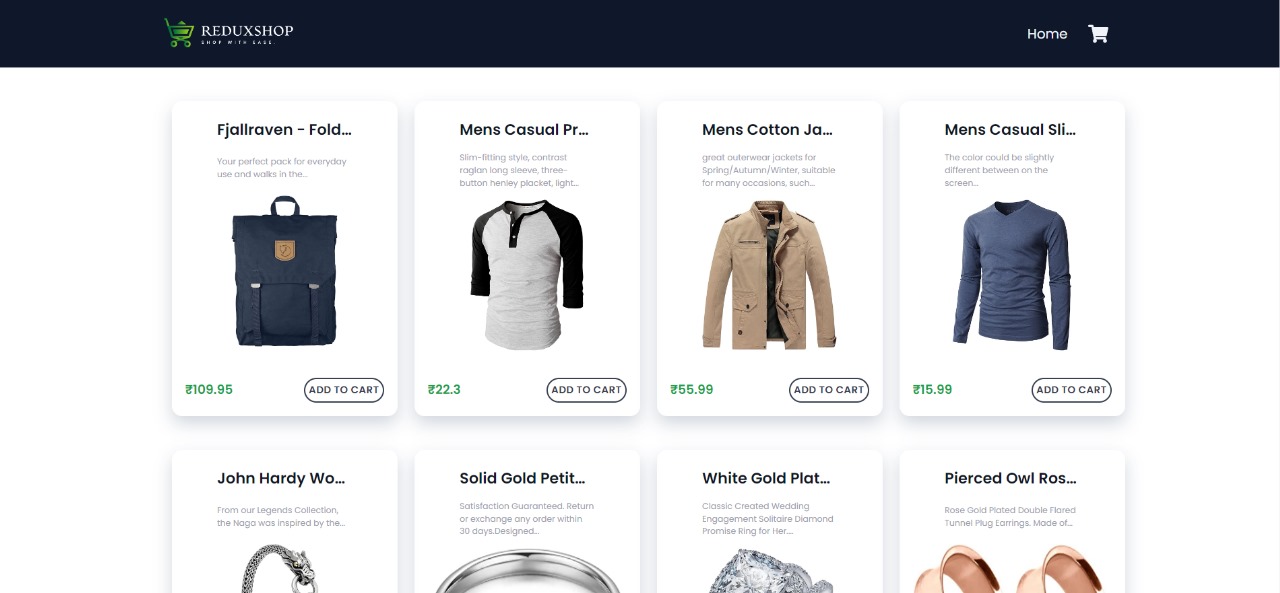 REDUXSHOP
SHOP WITH EASE.
Home
Fjallraven - Fold...
Your perfect pack for everyday
use and walks in the...
₹109.95
ADD TO CART
Mens Casual Pr...
Slim-fitting style, contrast
raglan long sleeve, three-
button henley placket, light...
₹22.3
ADD TO CART
Mens Cotton Ja...
great outerwear jackets for
Spring/Autumn/Winter, suitable
for many occasions, such...
₹55.99
ADD TO CART
Mens Casual Sli...
The color could be slightly
different between on the
screen...
₹15.99
ADD TO CART
John Hardy Wo...
From our Legends Collection,
the Naga was inspired by the...
Solid Gold Petit...
Satisfaction Guaranteed. Return
or exchange any order within
30 days.Designed...
White Gold Plat...
Classic Created Wedding
Engagement Solitaire Diamond
Promise Ring for Her....
Pierced Owl Ros...
Rose Gold Plated Double Flared
Tunnel Plug Earrings. Made of...